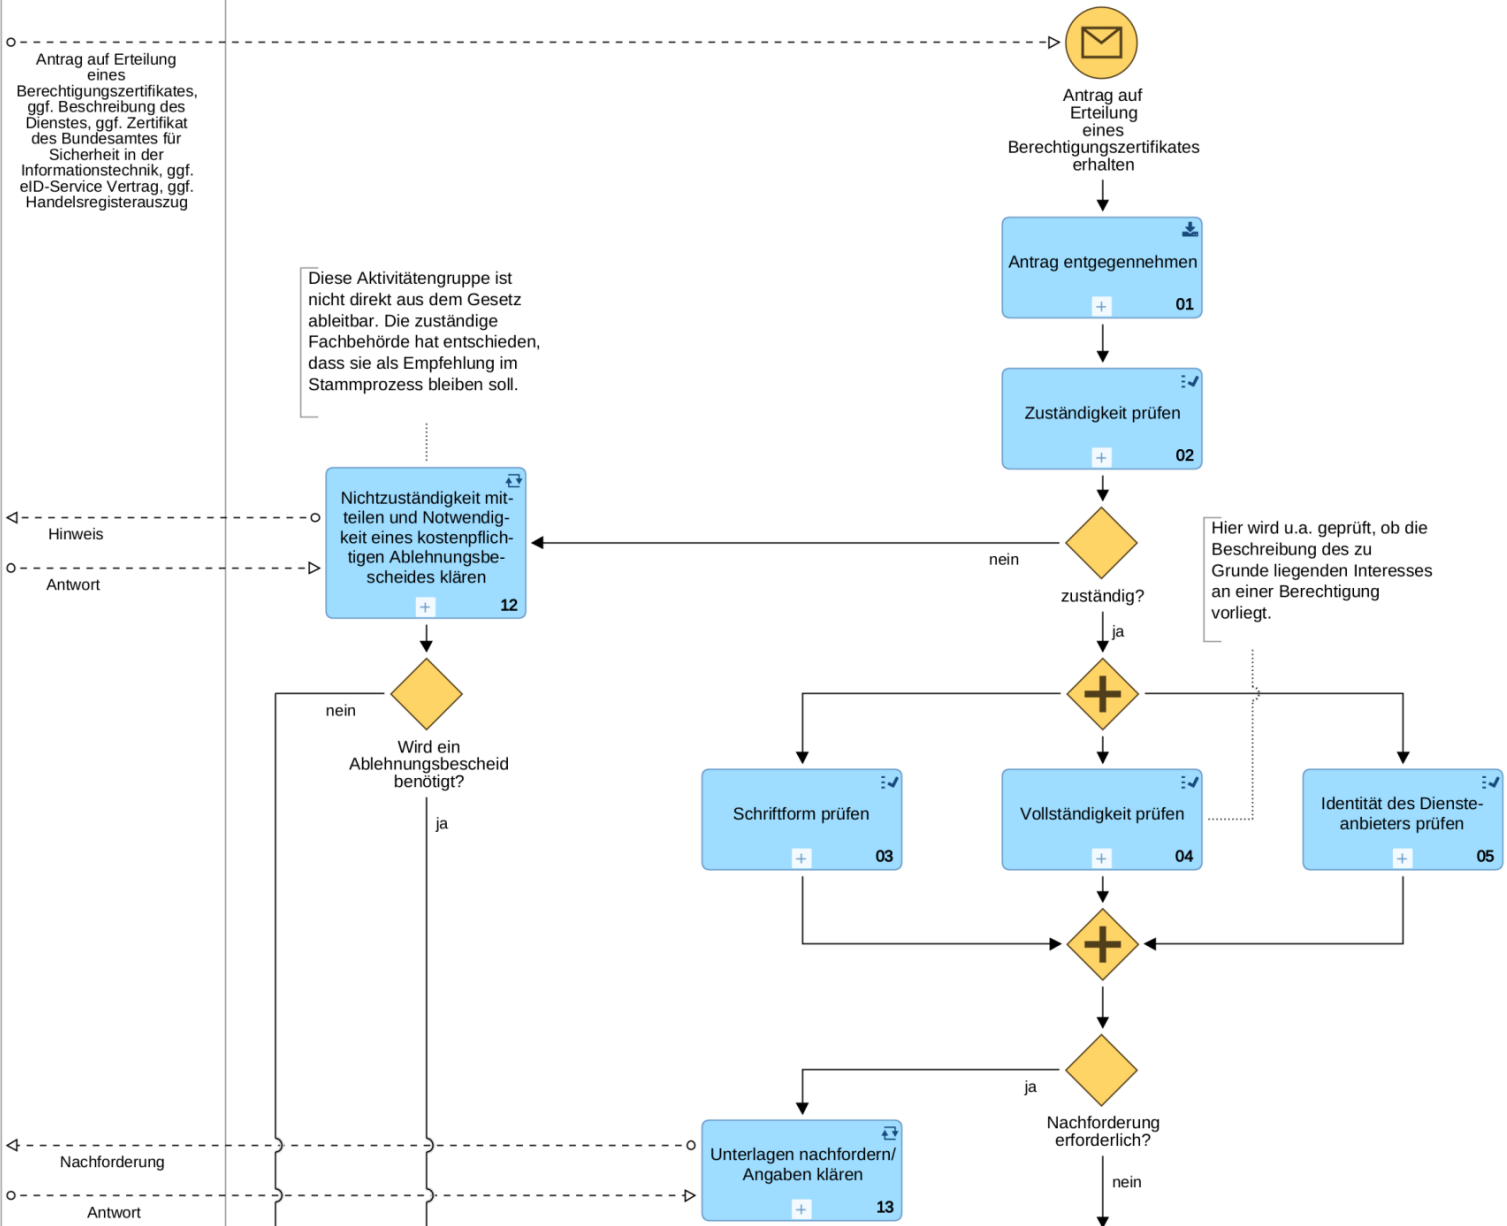 Antrag auf Erteilung
eines
Berechtigungszertifikates,
ggf. Beschreibung des
Dienstes, ggf. Zertifikat
des Bundesamtes für
Sicherheit in der
Informationstechnik, ggf.
eID-Service Vertrag, ggf.
Handelsregisterauszug
Antrag auf
Erteilung
eines
Berechtigungszertifikates
erhalten
Antrag entgegennehmen
01
Diese Aktivitätengruppe ist
nicht direkt aus dem Gesetz
ableitbar. Die zuständige
Fachbehörde hat entschieden,
dass sie als Empfehlung im
Stammprozess bleiben soll.
Zuständigkeit prüfen
02
Nichtzuständigkeit mit-
teilen und Notwendig-
keit eines kostenpflich-
tigen Ablehnungsbe-
scheides klären
12
Hinweis
Antwort
nein
zuständig?
ja
Hier wird u.a. geprüft, ob die
Beschreibung des zu
Grunde liegenden Interesses
an einer Berechtigung
vorliegt.
nein
Wird ein
Ablehnungsbescheid
benötigt?
ja
Schriftform prüfen
03
Vollständigkeit prüfen
04
Identität des Dienste-
anbieters prüfen
05
ja
Nachforderung
erforderlich?
nein
Unterlagen nachfordern/
Angaben klären
13
Nachforderung
Antwort